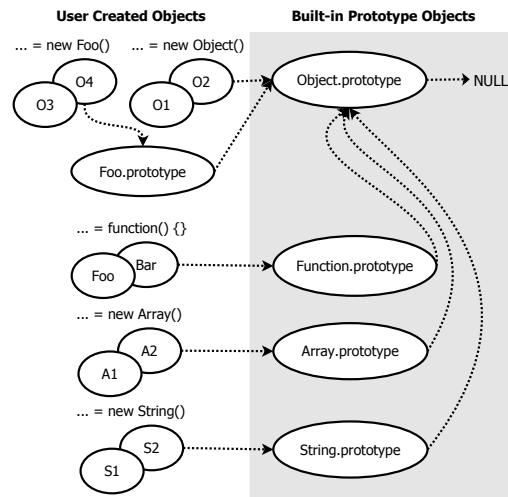 User Created Objects
Built-in Prototype Objects
... = new Foo()
... = new Object()
O4
O3
O2
O1
Object.prototype
NULL
Foo.prototype
... = function() {}
Bar
Foo
Function.prototype
... = new Array()
A2
A1
Array.prototype
... = new String()
S2
S1
String.prototype